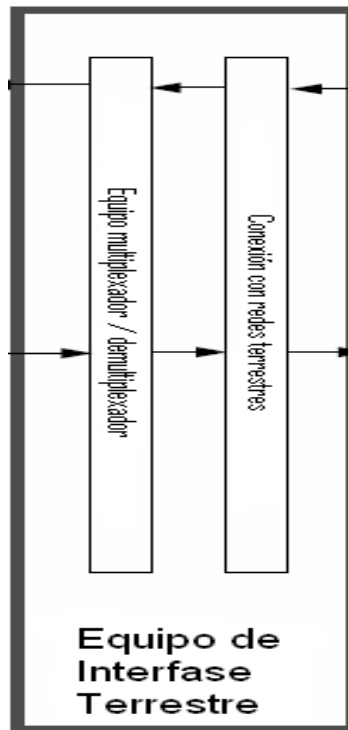 Equipo multiplexador / demultiplexador
Conexión con redes terrestres
Equipo de
Interfase
Terrestre